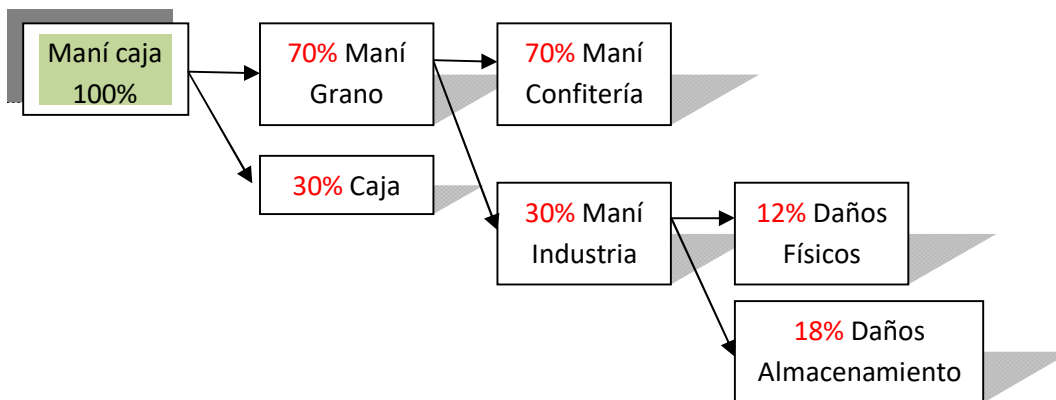 Maní caja
100%
70% Maní
Grano
70% Maní
Confitería
30% Caja
30% Maní
Industria
12% Daños
Físicos
18% Daños
Almacenamiento